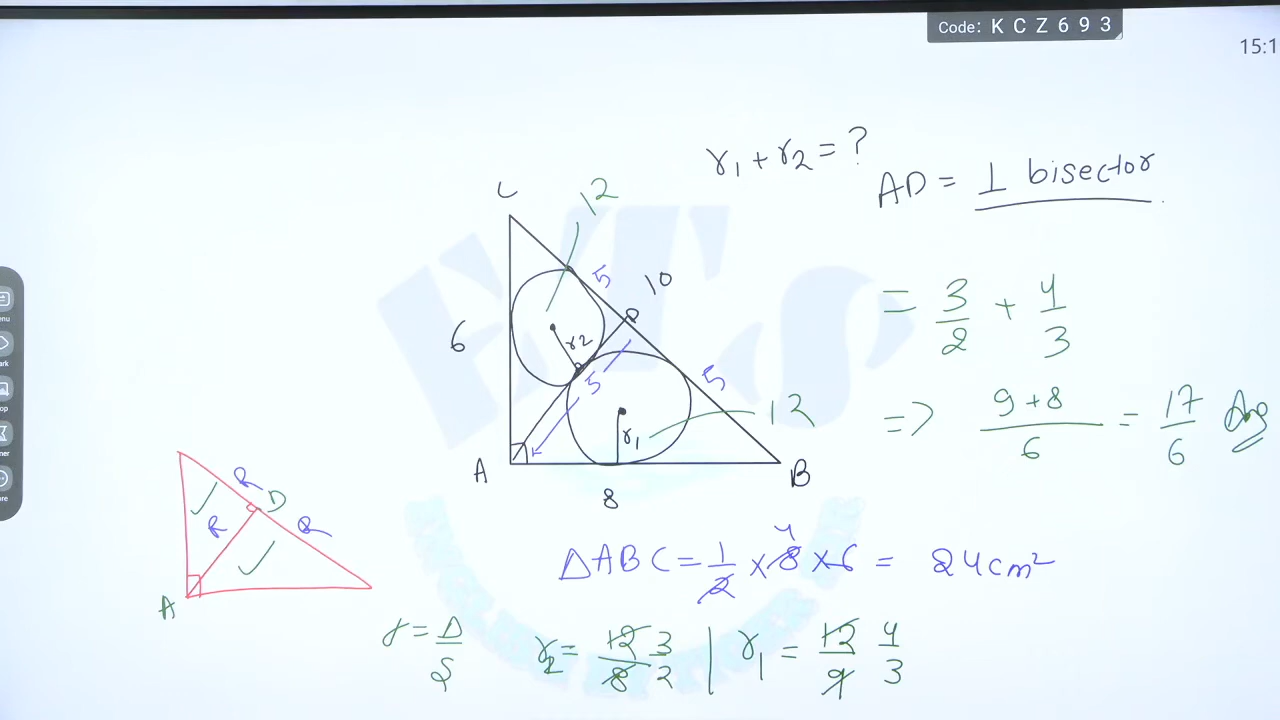 Code: K C Z 6 9 3
15:1
r1 + r2 = ?
AD = ⊥ bisector
C
12
5
10
D
6
r2
5
5
12
r1
A
B
8
= 3/2 + 4/3
=> (9+8)/6 = 17/6 Ans
R
D
R
R
A
ΔABC = 1/2 × 8 4 × 6 = 24cm²
r = Δ/S
r2 = 12/8 3/2 | r1 = 12/9 4/3